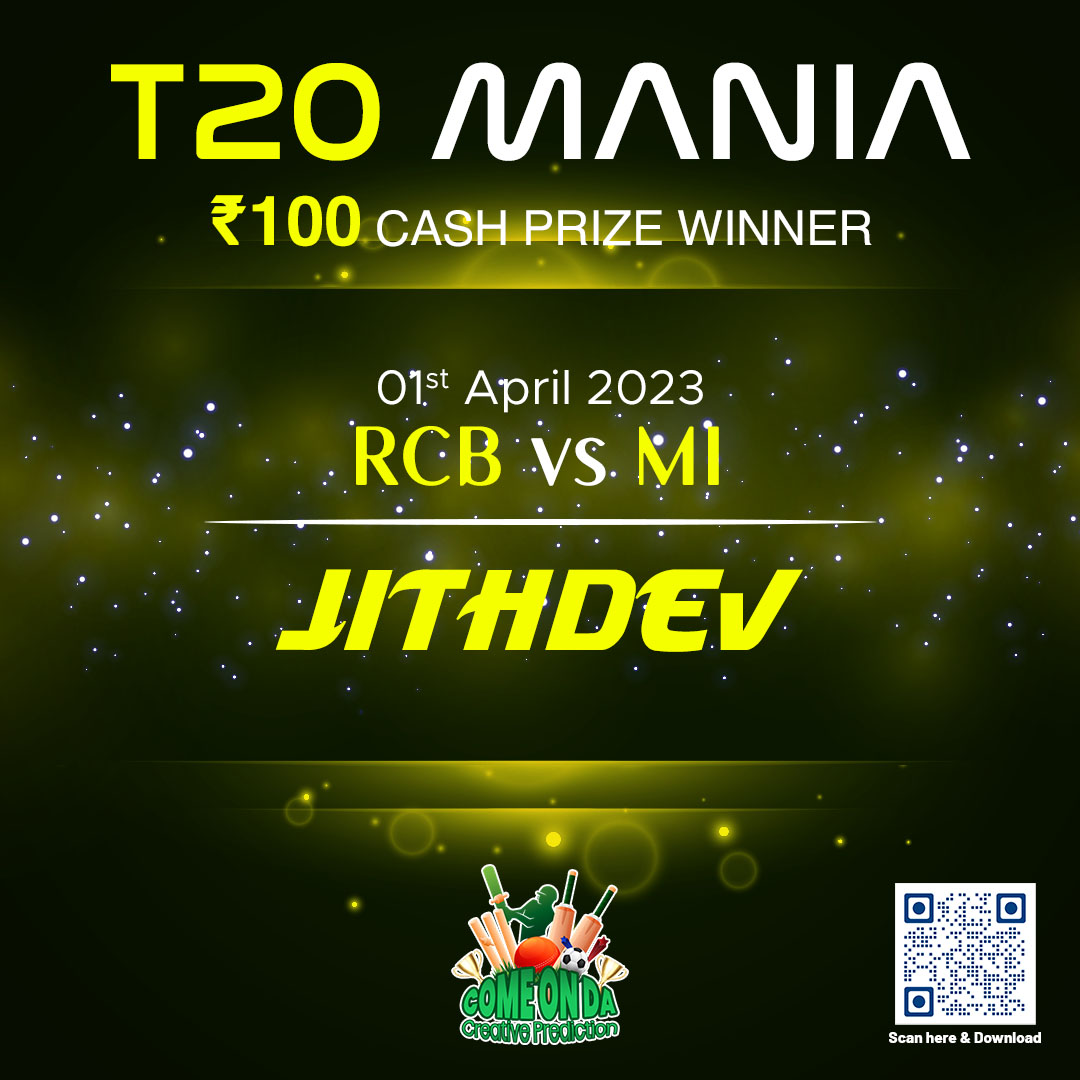 T20 MANIA
₹100 CASH PRIZE WINNER
01st April 2023
RCB vs MI
JITHDEV
COME ON DA
Creative Prediction
Scan here & Download